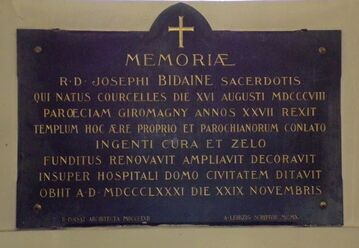 MEMORIÆ
R·D·JOSEPHI BIDAINE SACERDOTIS
QUI NATUS COURCELLES DIE XVI AUGUSTI MDCCCVIII
PARŒCIAM GIROMAGNY ANNOS XXVII REXIT
TEMPLUM HOC ÆRE PROPRIO ET PAROCHIANORUM CONLATO
INGENTI CURA ET ZELO
FUNDITUS RENOVAVIT AMPLIAVIT DECORAVIT
INSUPER HOSPITALI DOMO CIVITATEM DITAVIT
OBIIT A·D·MDCCCLXXXI DIE XXIX NOVEMBRIS
ARCHITECTA
SCRIPTOR